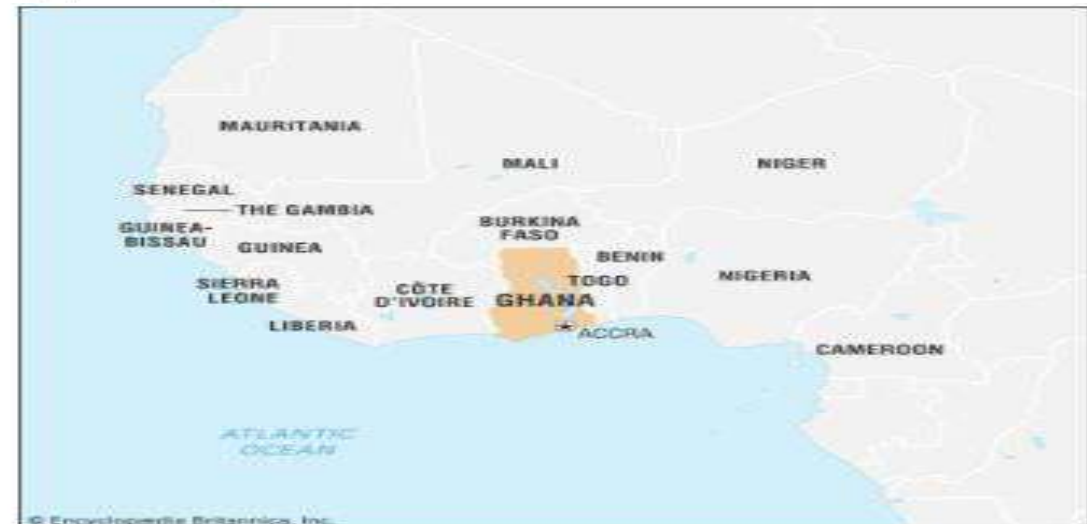 MAURITANIA
MALI
NIGER
SENEGAL
THE GAMBIA
GUINEA-
BISSAU
GUINEA
BURKINA
FASO
BENIN
TOGO
NIGERIA
SIERRA
LEONE
CÔTE
D'IVOIRE
GHANA
LIBERIA
ACCRA
CAMEROON
ATLANTIC
OCEAN
© Encyclopædia Britannica, Inc.